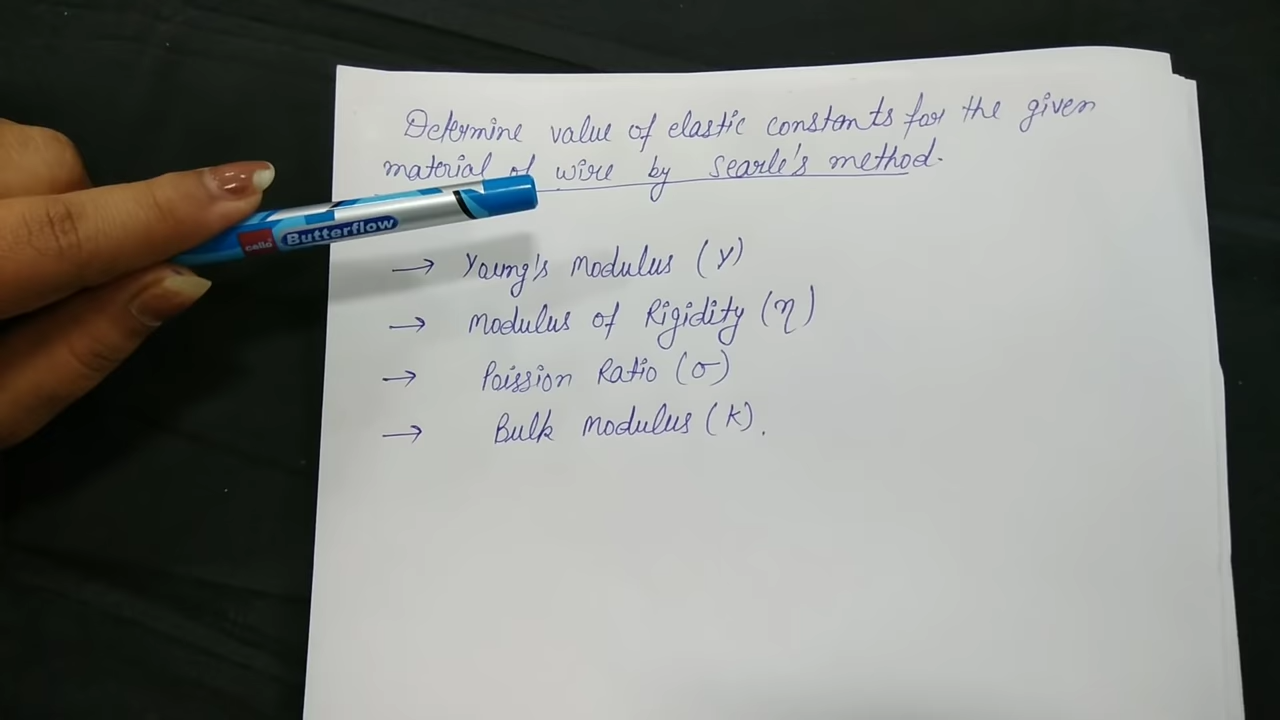 Determine value of elastic constants for the given
material of wire by Searle's method.
cello Butterflow
→ Young's Modulus (Y)
→ Modulus of Rigidity (η)
→ Poission Ratio (σ)
→ Bulk Modulus (K).